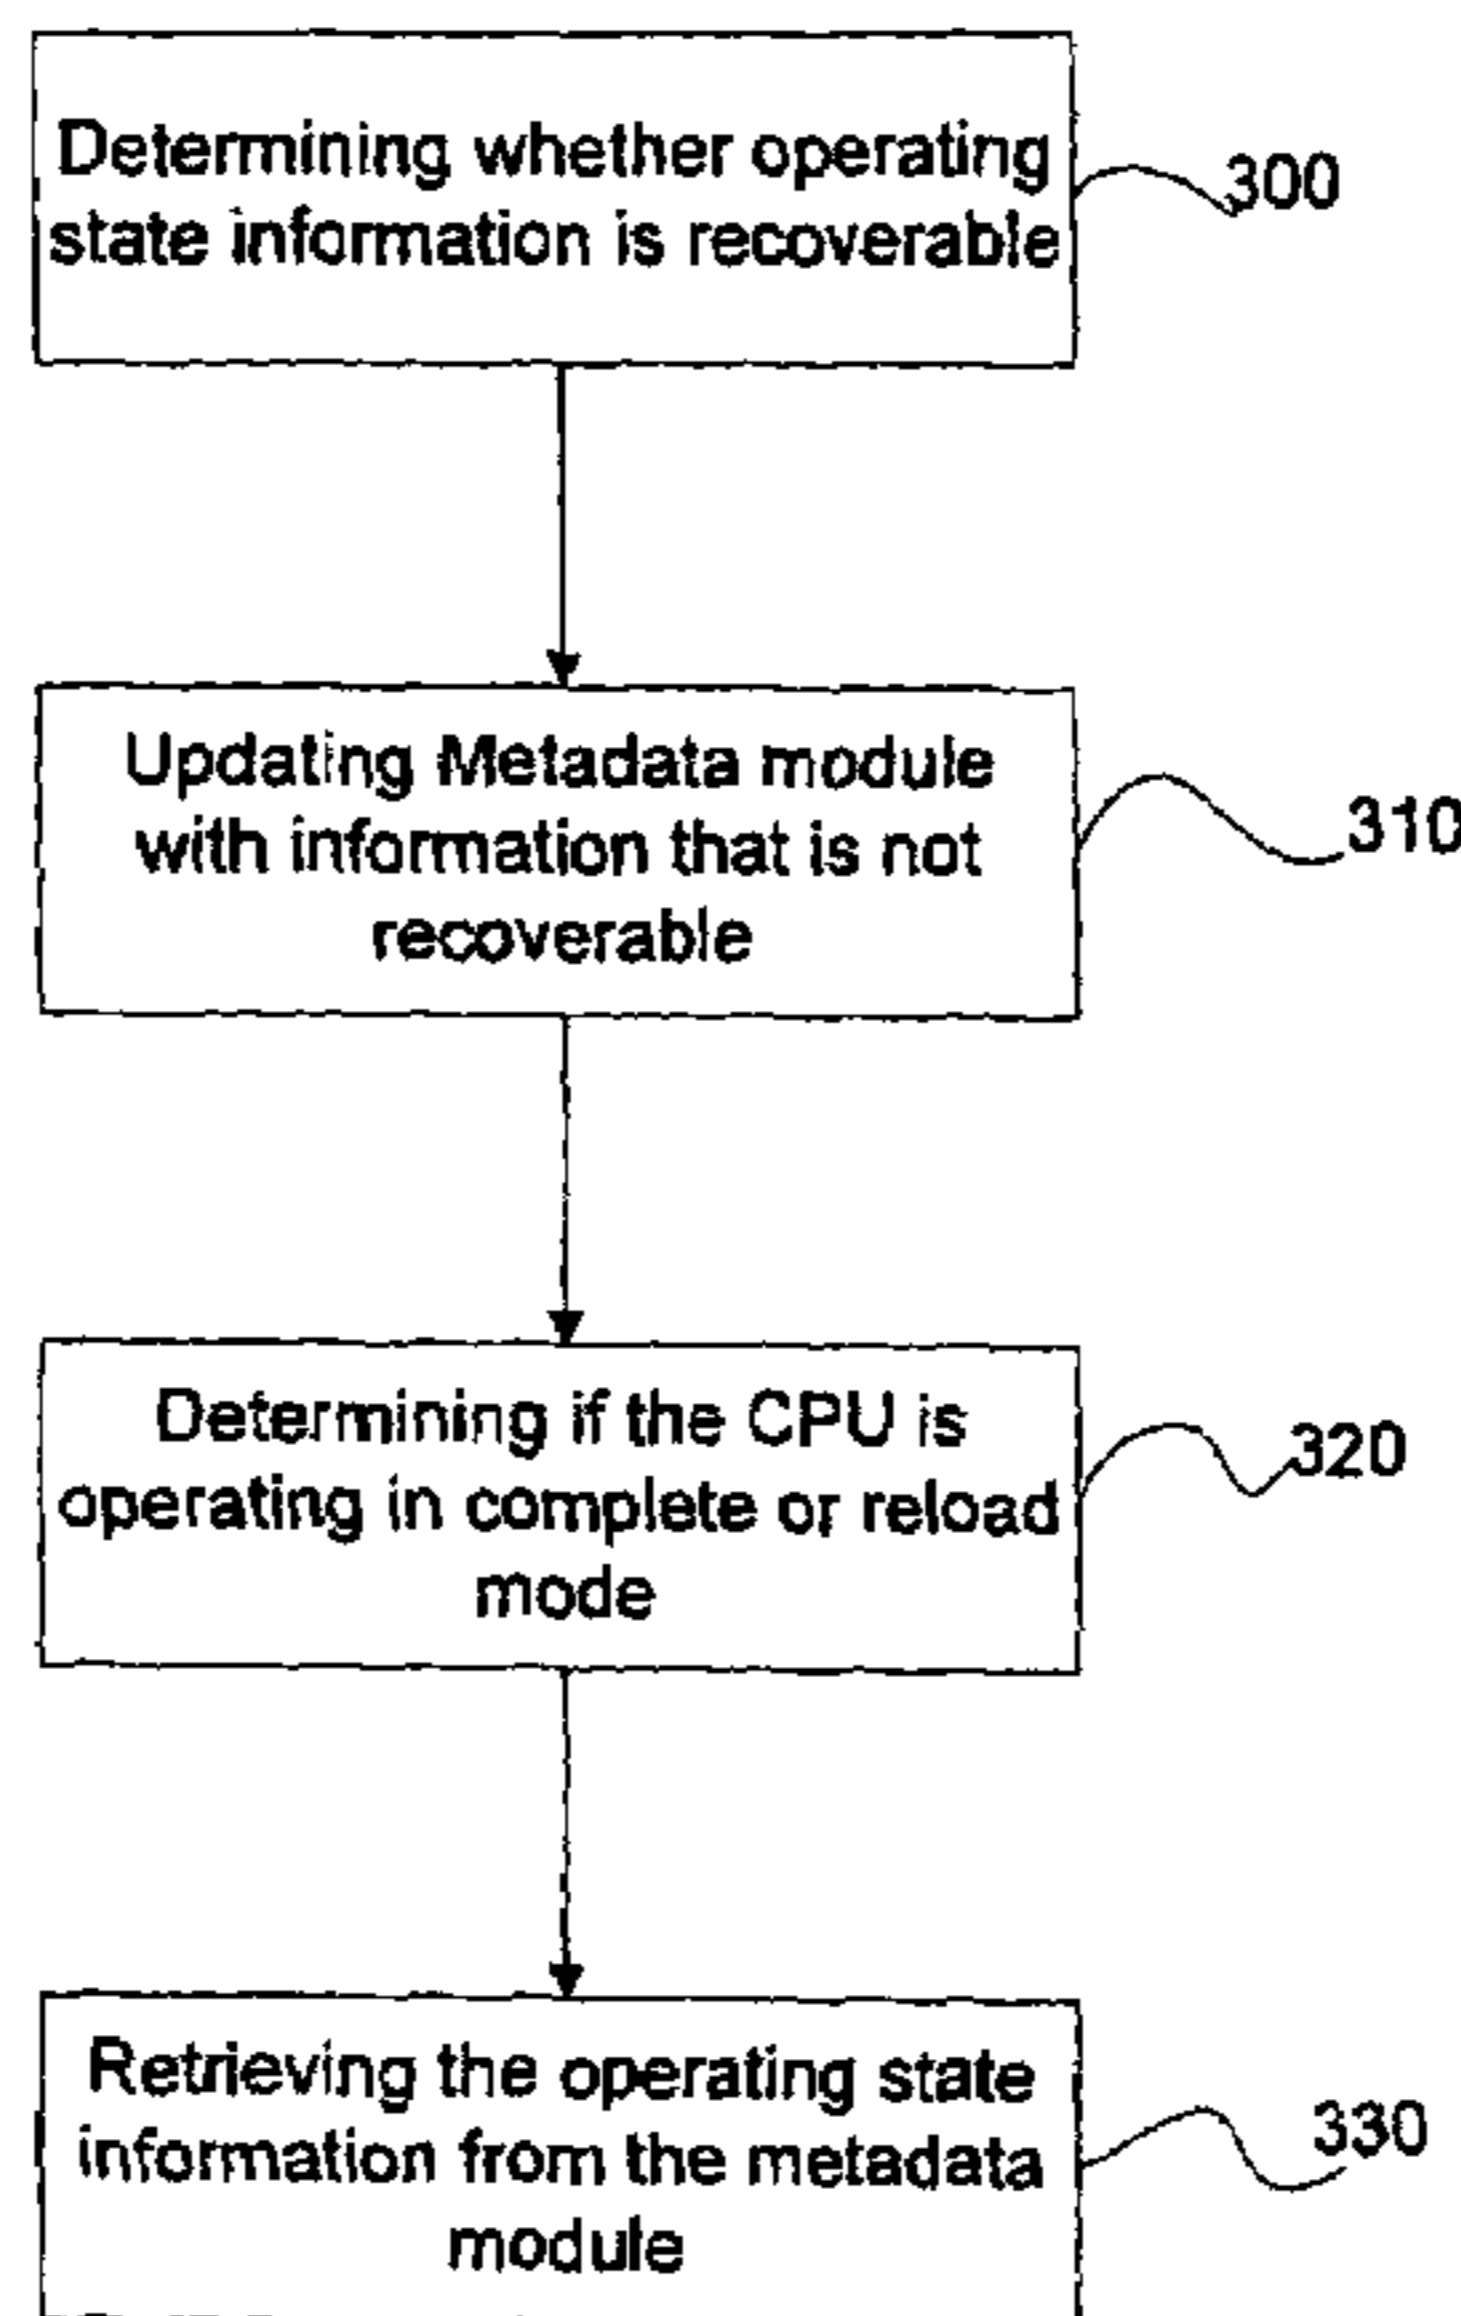 Determining whether operating
state information is recoverable
300
Updating Metadata module
with information that is not
recoverable
310
Determining if the CPU is
operating in complete or reload
mode
320
Retrieving the operating state
information from the metadata
module
330